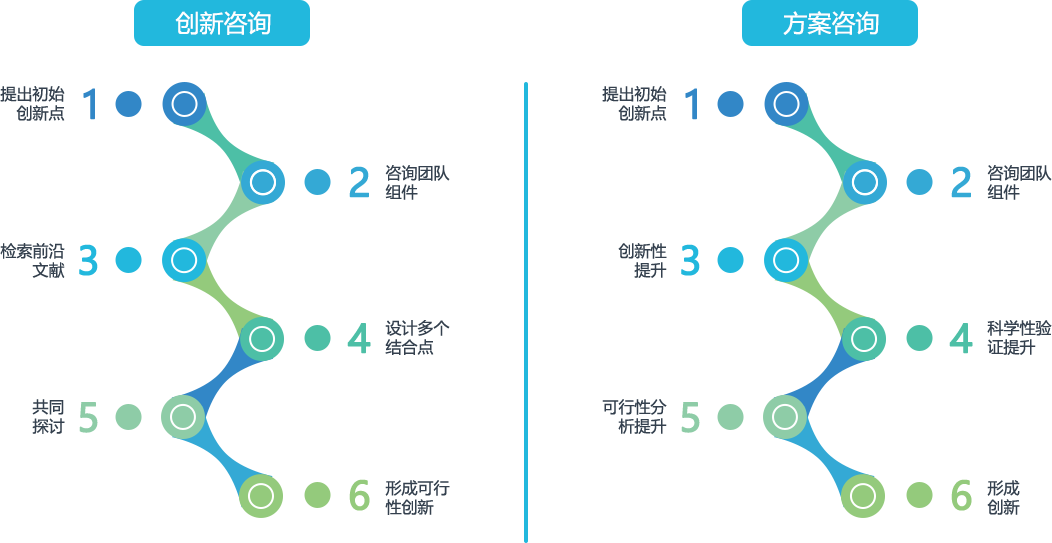 创新咨询
提出初始
创新点
1
2
咨询团队
组件
检索前沿
文献
3
4
设计多个
结合点
共同
探讨
5
6
形成可行
性创新
方案咨询
提出初始
创新点
1
2
咨询团队
组件
创新性
提升
3
4
科学性验
证提升
可行性分
析提升
5
6
形成
创新